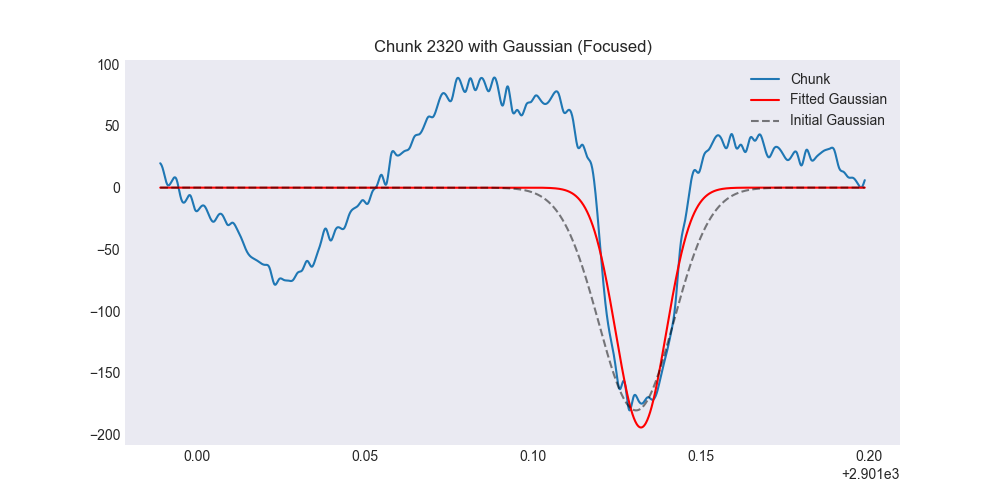 Chunk 2320 with Gaussian (Focused)
100
50
0
−50
−100
−150
−200
Chunk
Fitted Gaussian
Initial Gaussian
0.00 0.05 0.10 0.15 0.20
+2.901e3